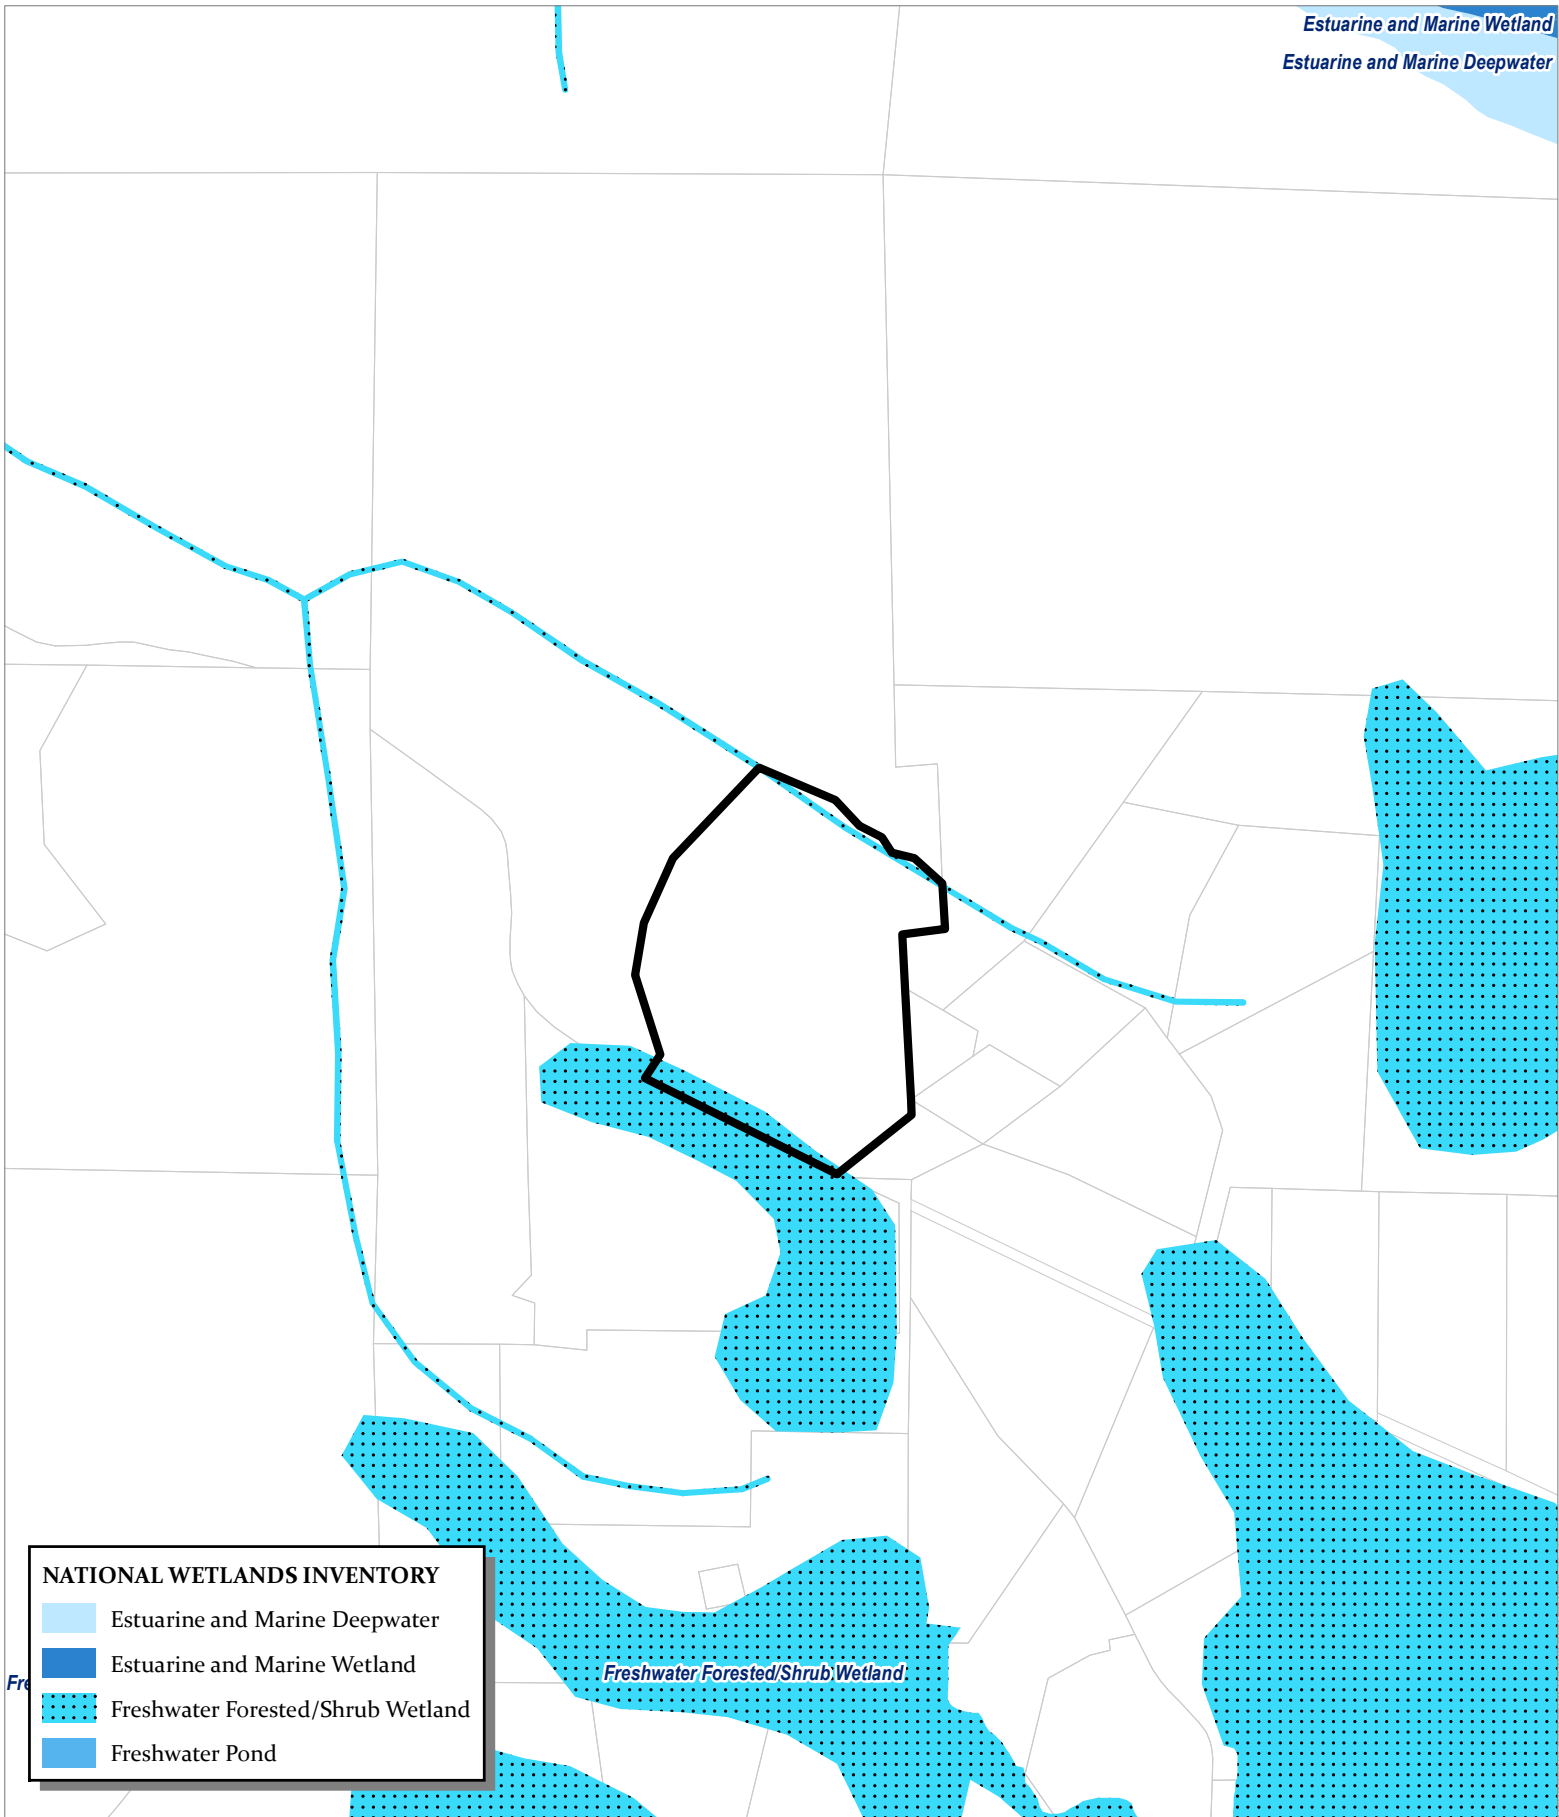 Estuarine and Marine Wetland
Estuarine and Marine Deepwater
NATIONAL WETLANDS INVENTORY
Estuarine and Marine Deepwater
Estuarine and Marine Wetland
Freshwater Forested/Shrub Wetland
Freshwater Pond
Fre
Freshwater Forested/Shrub Wetland